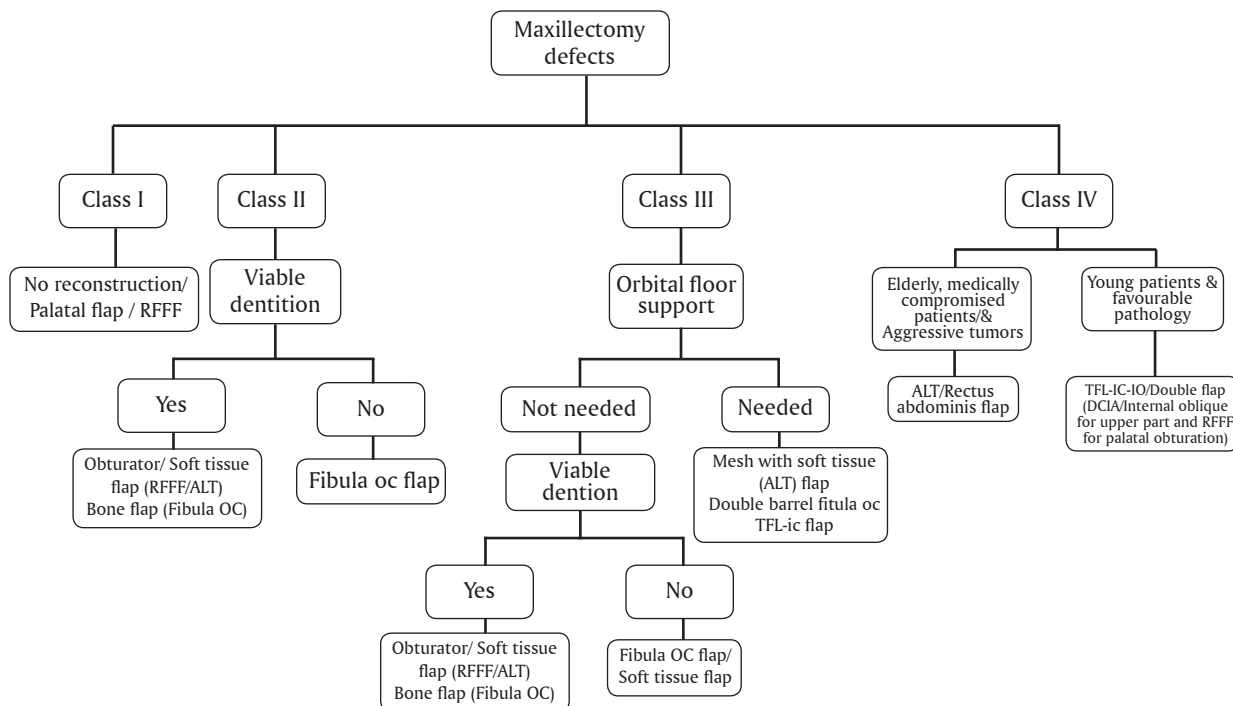 Maxillectomy
defects
Class I
Class II
Class III
Class IV
No reconstruction/
Palatal flap / RFFF
Viable
dentition
Orbital floor
support
Elderly, medically
compromised
patients/&
Aggressive tumors
Young patients &
favourable
pathology
Yes
No
Not needed
Needed
ALT/Rectus
abdominis flap
TFL-IC-IO/Double flap
(DCIA/Internal oblique
for upper part and RFFF
for palatal obturation)
Obturator/ Soft tissue
flap (RFFF/ALT)
Bone flap (Fibula OC)
Fibula oc flap
Viable
dention
Mesh with soft tissue
(ALT) flap
Double barrel fitula oc
TFL-ic flap
Yes
No
Obturator/ Soft tissue
flap (RFFF/ALT)
Bone flap (Fibula OC)
Fibula OC flap/
Soft tissue flap